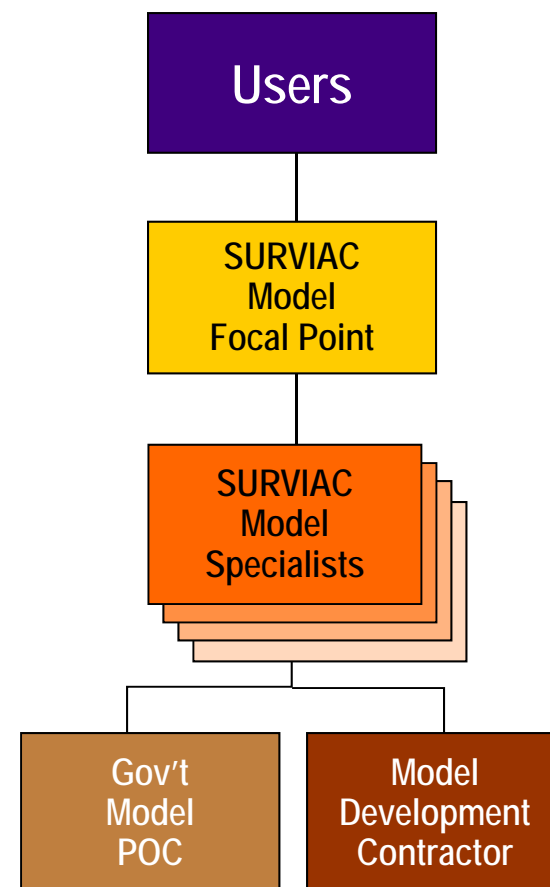 Users
SURVIAC
Model
Focal Point
SURVIAC
Model
Specialists
Gov't
Model
POC
Model
Development
Contractor